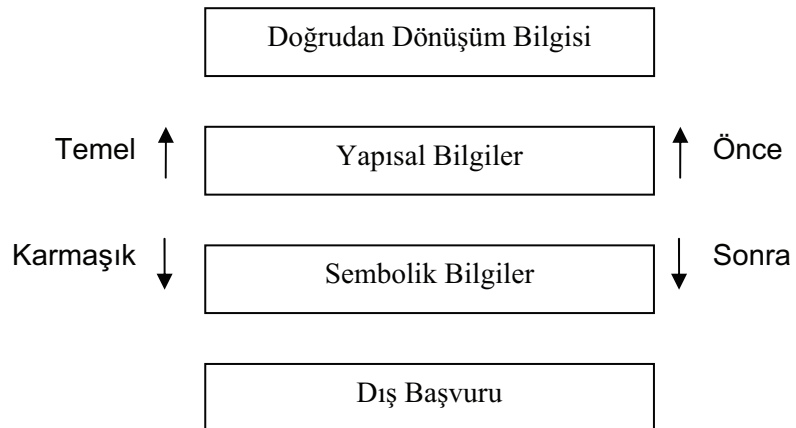 Doğrudan Dönüşüm Bilgisi
Temel
Yapısal Bilgiler
Önce
Karmaşık
Sembolik Bilgiler
Sonra
Dış Başvuru